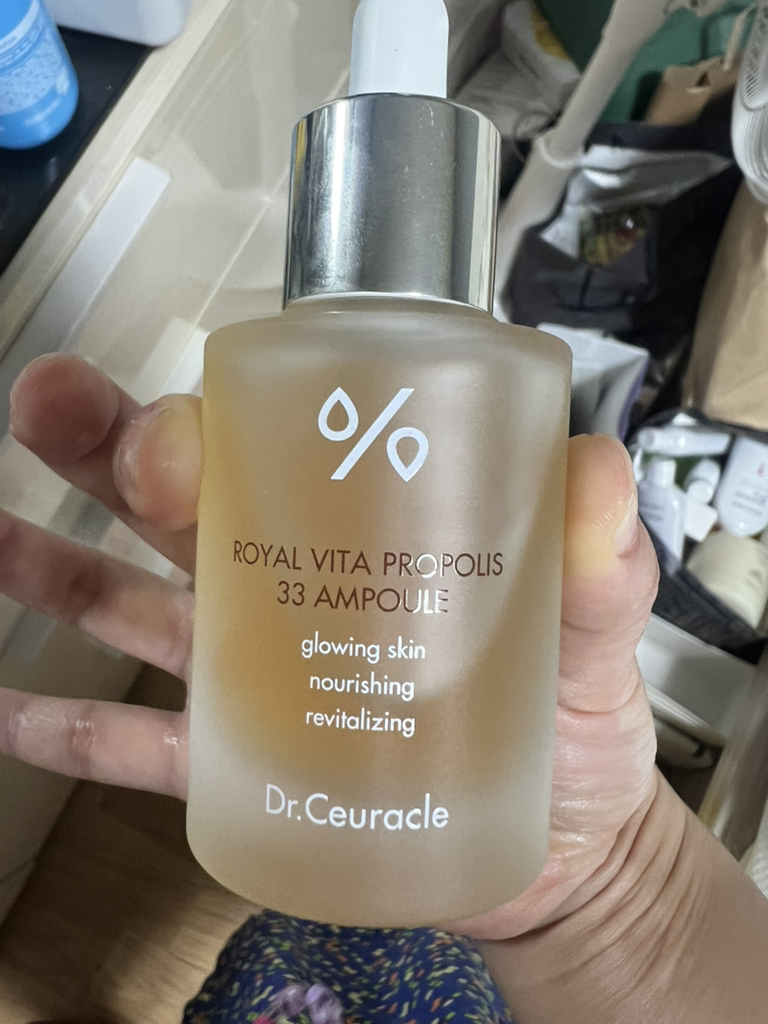 %
ROYAL VITA PROPOLIS
33 AMPOULE
glowing skin
nourishing
revitalizing
Dr.Ceuracle